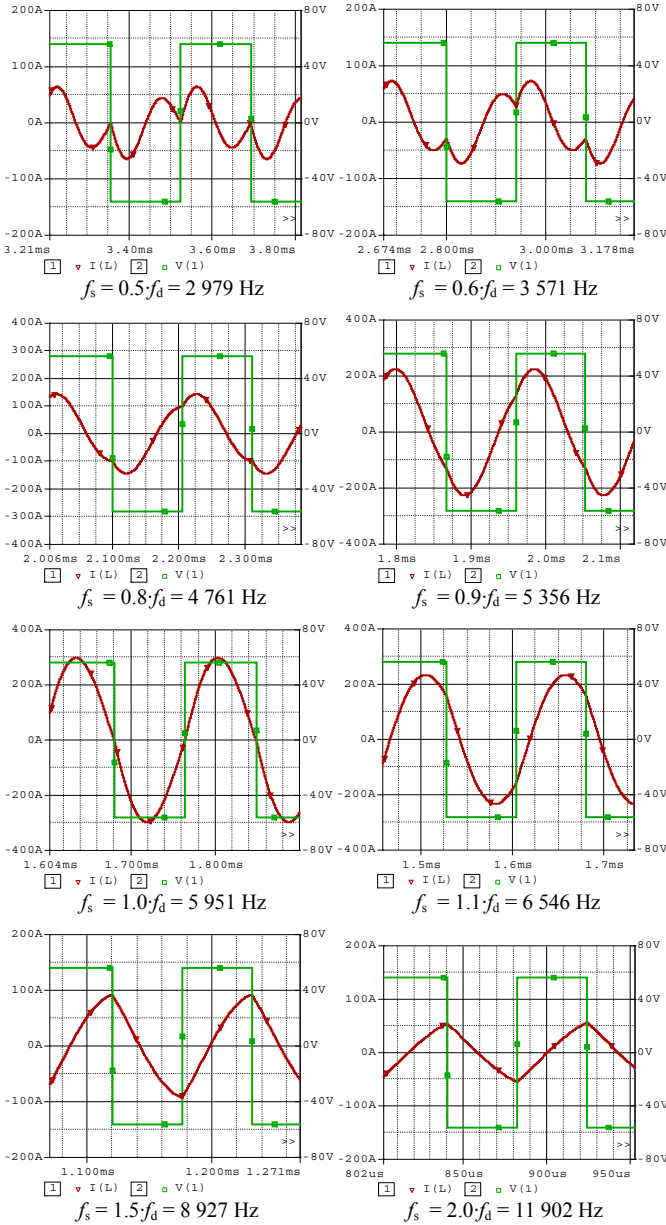 200A 80V 200A 80V
100A 40V 100A 40V
0A 0V 0A 0V
-100A -40V -100A -40V
>> >>
-200A -80V -200A -80V
3.21ms 3.40ms 3.60ms 3.80ms 2.674ms 2.800ms 3.000ms 3.178ms
1 I(L) 2 V(1) 1 I(L) 2 V(1)
fs = 0.5·fd = 2 979 Hz fs = 0.6·fd = 3 571 Hz
400A 80V 400A 80V
300A
200A 40V 200A 40V
100A
0A 0V 0A 0V
-100A
-200A -40V -200A -40V
-300A >> >>
-400A -80V -400A -80V
2.006ms 2.100ms 2.200ms 2.300ms 1.8ms 1.9ms 2.0ms 2.1ms
1 I(L) 2 V(1) 1 I(L) 2 V(1)
fs = 0.8·fd = 4 761 Hz fs = 0.9·fd = 5 356 Hz
400A 80V 400A 80V
200A 40V 200A 40V
0A 0V 0A 0V
-200A -40V -200A -40V
>> >>
-400A -80V -400A -80V
1.604ms 1.700ms 1.800ms 1.5ms 1.6ms 1.7ms
1 I(L) 2 V(1) 1 I(L) 2 V(1)
fs = 1.0·fd = 5 951 Hz fs = 1.1·fd = 6 546 Hz
200A 80V 200A 80V
100A 40V 100A 40V
0A 0V 0A 0V
-100A -40V -100A -40V
>> >>
-200A -80V -200A -80V
1.100ms 1.200ms 1.271ms 802us 850us 900us 950us
1 I(L) 2 V(1) 1 I(L) 2 V(1)
fs = 1.5·fd = 8 927 Hz fs = 2.0·fd = 11 902 Hz